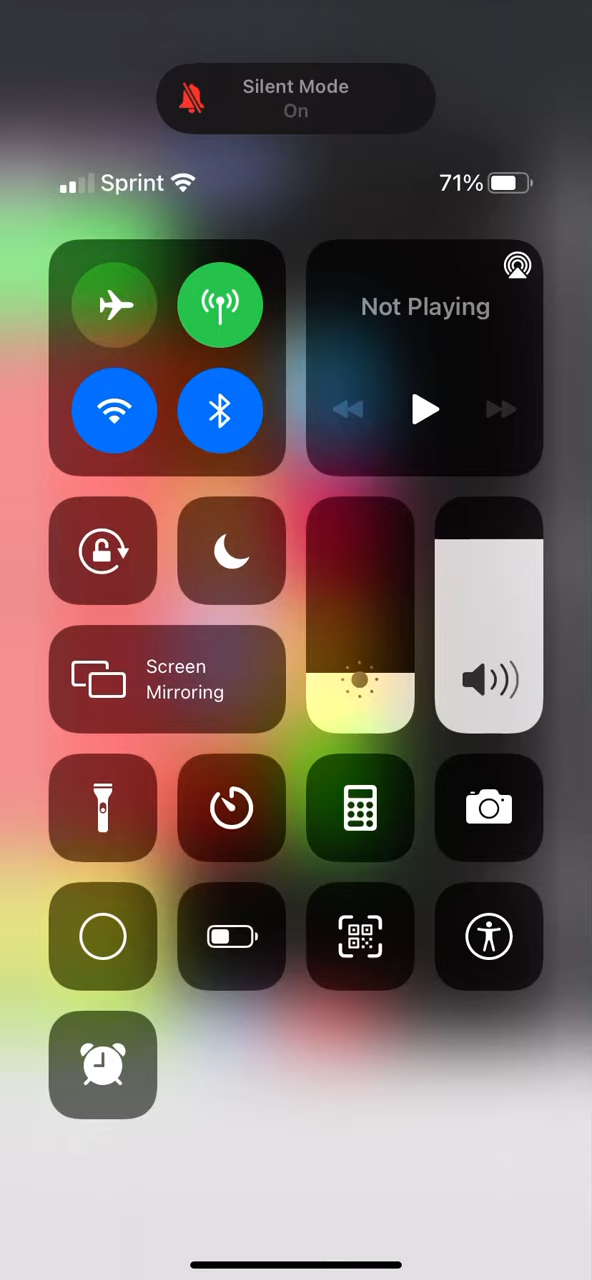 Silent Mode
On
Sprint
71%
Not Playing
Screen
Mirroring